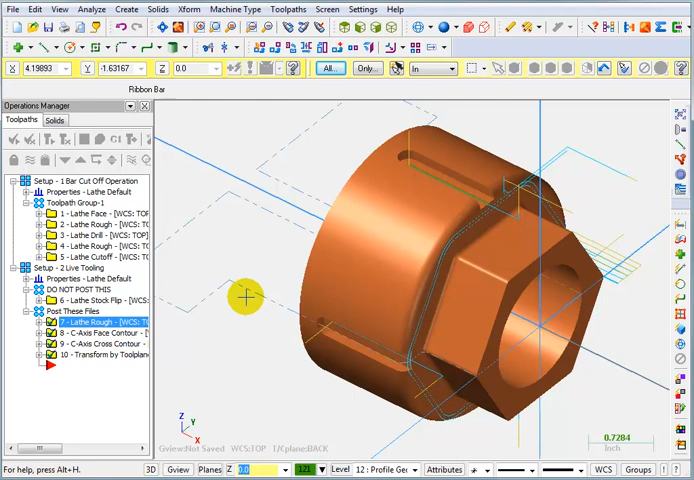 File Edit View Analyze Create Solids Xform Machine Type Toolpaths Screen Settings Help
X 4.19893 Y -1.63167 Z 0.0 All... Only... In
Ribbon Bar
Operations Manager
Toolpaths Solids
G1
Setup - 1 Bar Cut Off Operation
Properties - Lathe Default
Toolpath Group-1
1 - Lathe Face - [WCS: TOP
2 - Lathe Rough - [WCS: T
3 - Lathe Drill - [WCS: TOP
4 - Lathe Rough - [WCS: T
5 - Lathe Cutoff - [WCS: T
Setup - 2 Live Tooling
Properties - Lathe Default
DO NOT POST THIS
6 - Lathe Stock Flip - [WCS:
Post These Files
7 - Lathe Rough - [WCS: TO
8 - C-Axis Face Contour - [
9 - C-Axis Cross Contour - [
10 - Transform by Toolplane
Z
Y
X
Gview:Not Saved WCS:TOP T/Cplane:BACK
0.7284
Inch
For help, press Alt+H. 3D Gview Planes Z 0.0 121 Level 12 : Profile Ge Attributes WCS Groups ! ?